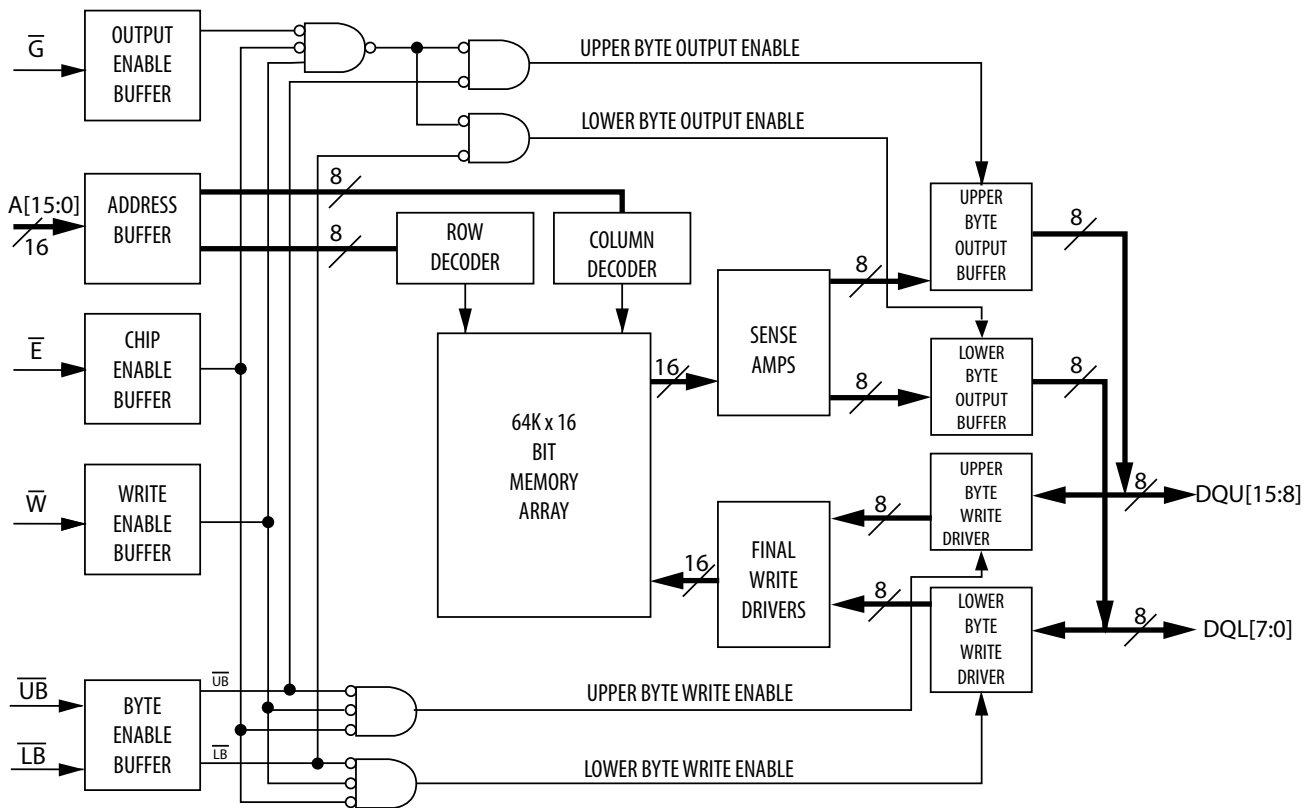 G̅
OUTPUT
ENABLE
BUFFER
UPPER BYTE OUTPUT ENABLE
LOWER BYTE OUTPUT ENABLE
A[15:0]
16
ADDRESS
BUFFER
8
8
ROW
DECODER
COLUMN
DECODER
UPPER
BYTE
OUTPUT
BUFFER
8
8
SENSE
AMPS
8
16
LOWER
BYTE
OUTPUT
BUFFER
8
E̅
CHIP
ENABLE
BUFFER
64K x 16
BIT
MEMORY
ARRAY
W̅
WRITE
ENABLE
BUFFER
UPPER
BYTE
WRITE
DRIVER
8
DQU[15:8]
8
FINAL
WRITE
DRIVERS
16
8
LOWER
BYTE
WRITE
DRIVER
8
DQL[7:0]
U̅B̅
L̅B̅
BYTE
ENABLE
BUFFER
U̅B̅
L̅B̅
UPPER BYTE WRITE ENABLE
LOWER BYTE WRITE ENABLE